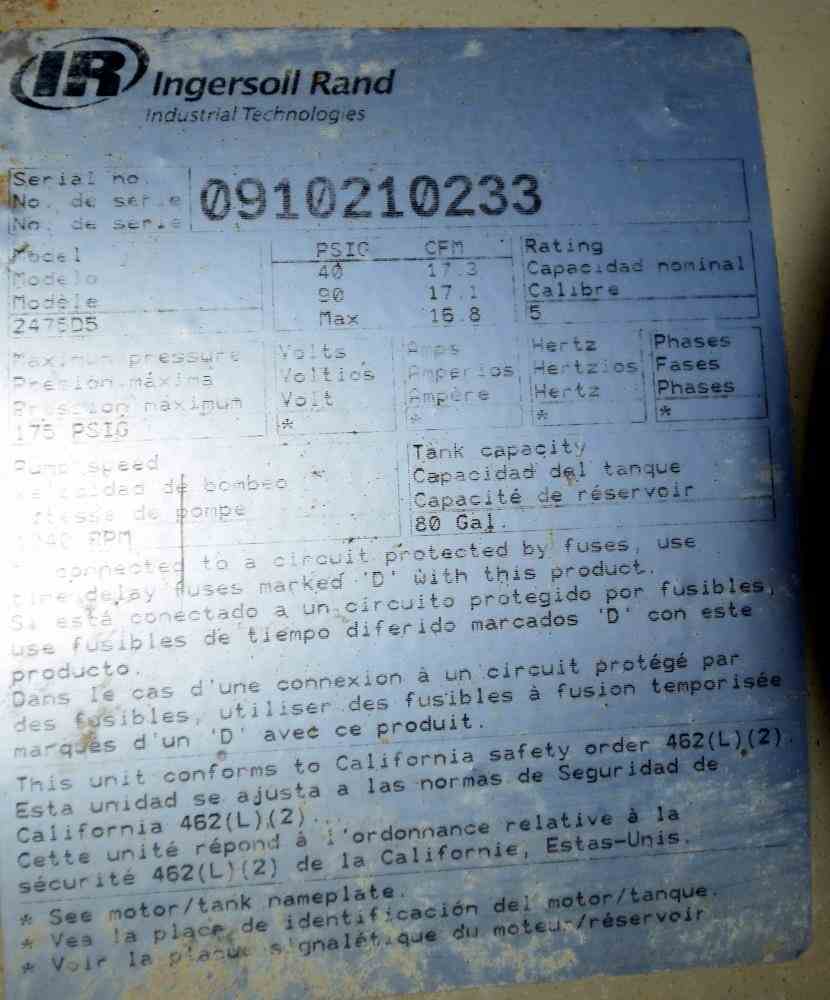 IR Ingersoll Rand
Industrial Technologies
Serial no.
No. de serie
No. de serie
0910210233
Model
Modelo
Modèle
2475D5
PSIG CFM
40 17.3
90 17.1
Max 15.8
Rating
Capacidad nominal
Calibre
5
Maximum pressure
Presión máxima
Pression maximum
175 PSIG
Volts
Voltios
Volt
*
Amps
Amperios
Ampère
*
Hertz
Hertzios
Hertz
*
Phases
Fases
Phases
*
Pump speed
de bombeo
de pompe
RPM
Tank capacity
Capacidad del tanque
Capacité de réservoir
80 Gal.
connected to a circuit protected by fuses, use
time delay fuses marked 'D' with this product.
Si está conectado a un circuito protegido por fusibles,
use fusibles de tiempo diferido marcados 'D' con este
producto.
Dans le cas d'une connexion à un circuit protégé par
des fusibles, utiliser des fusibles à fusion temporisée
marqués d'un 'D' avec ce produit.
This unit conforms to California safety order 462(L)(2).
Esta unidad se ajusta a las normas de Seguridad de
California 462(L)(2).
Cette unité répond à l'ordonnance relative à la
sécurité 462(L)(2) de la Californie, Estas-Unis.
* See motor/tank nameplate.
* Vea la placa de identificación del motor/tanque.
* Voir la plaque signalétique du moteur/réservoir